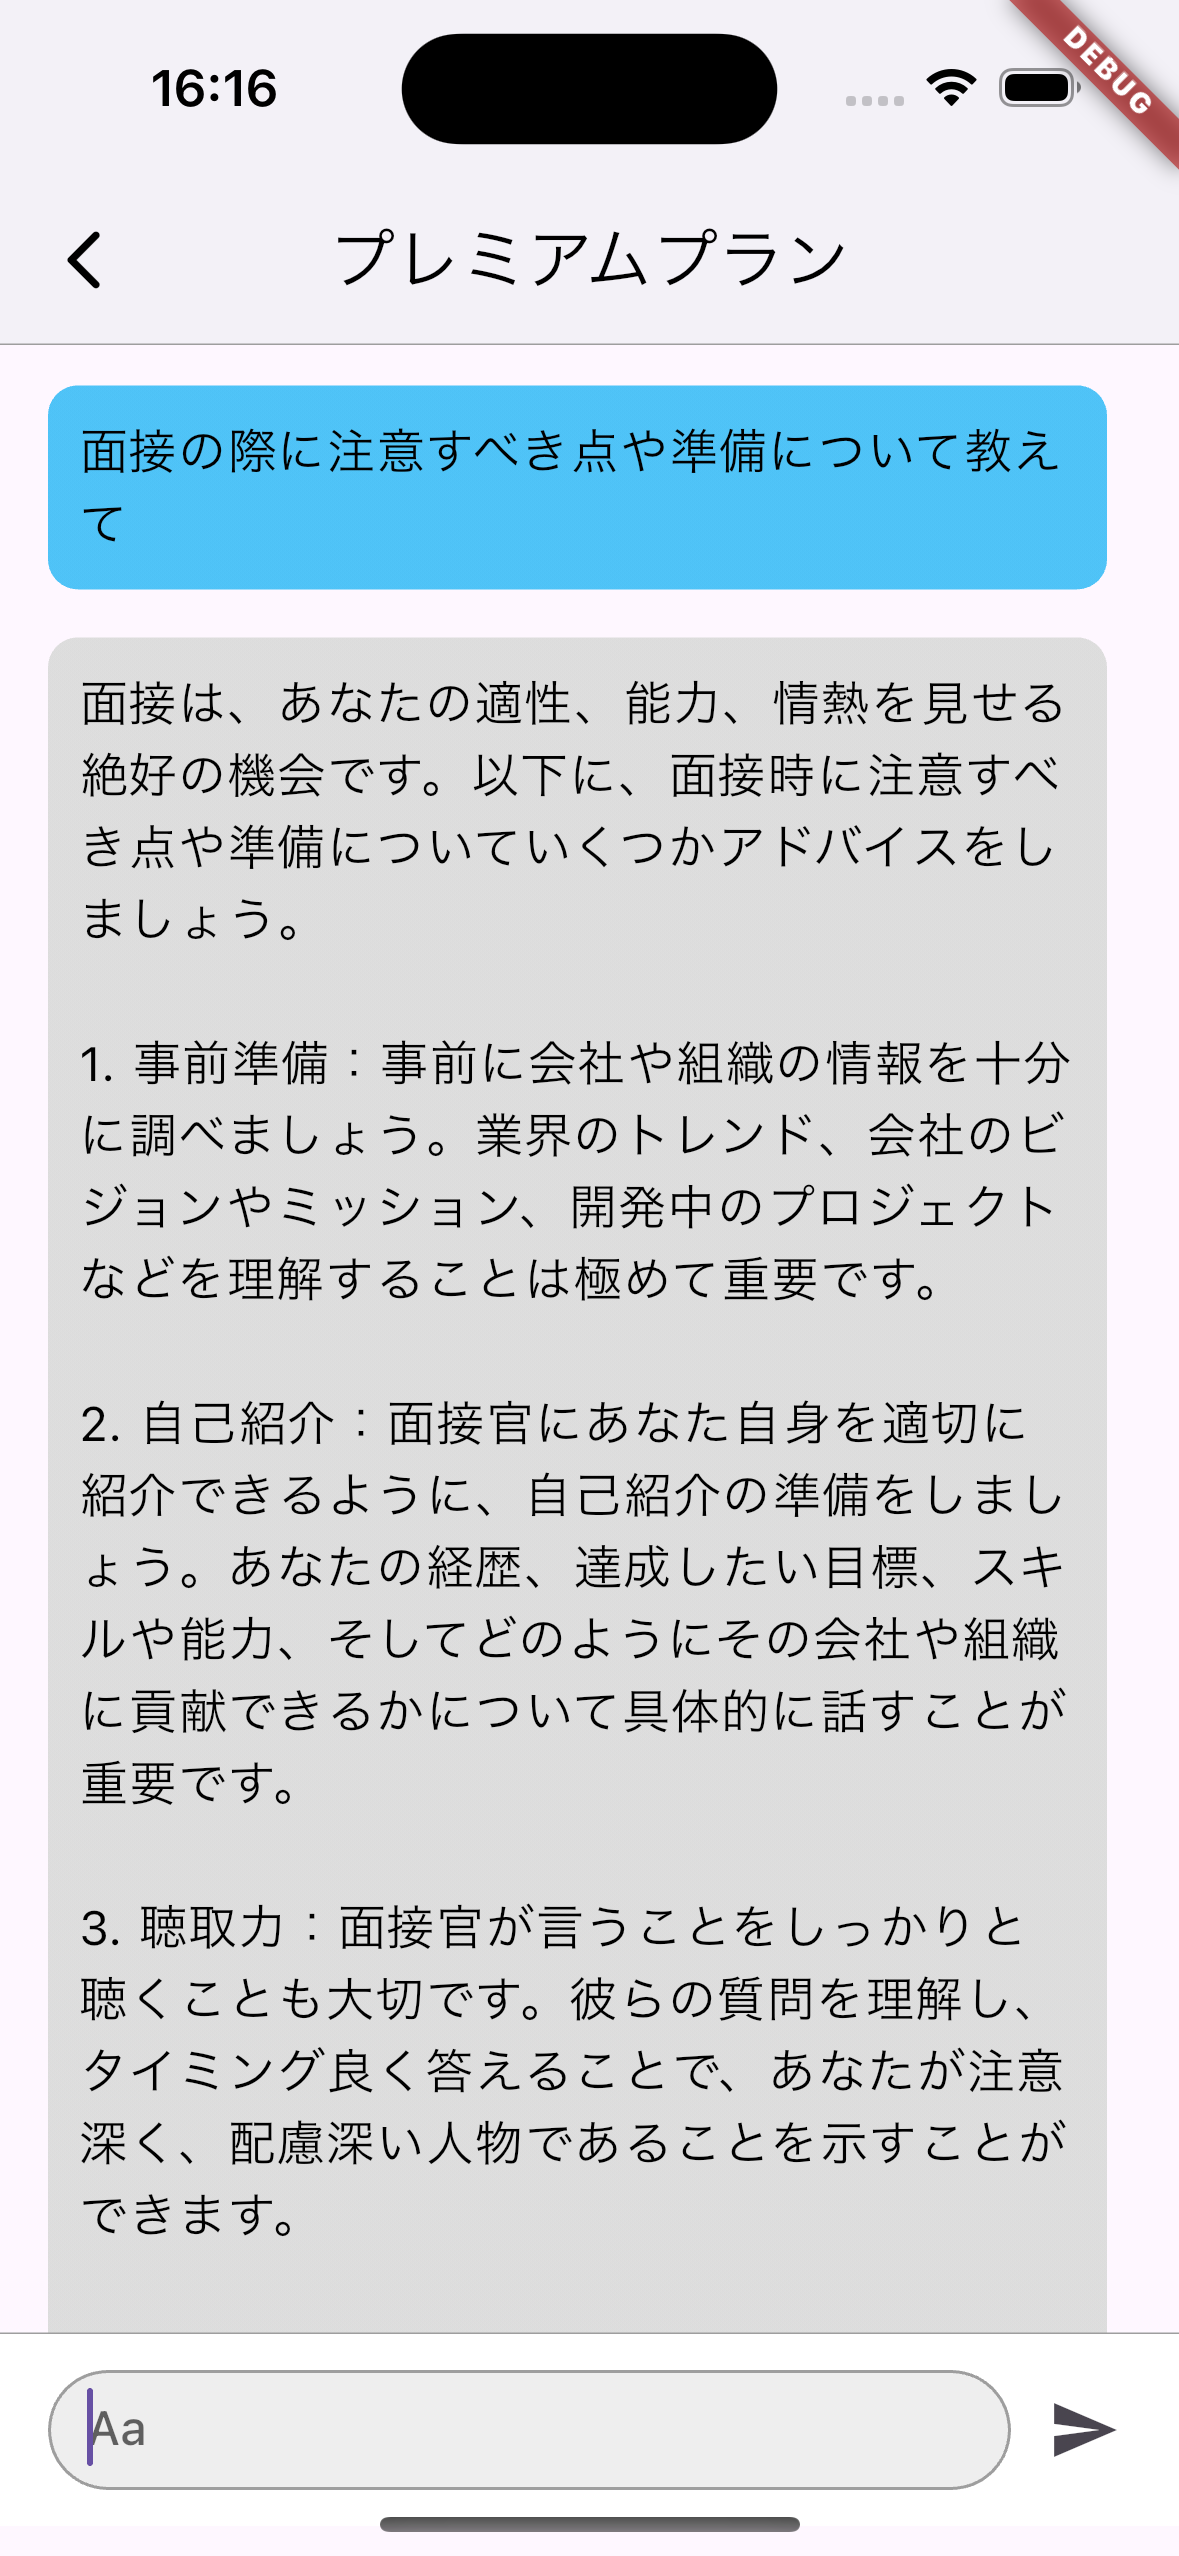 16:16
DEBUG
プレミアムプラン
面接の際に注意すべき点や準備について教え
て
面接は、あなたの適性、能力、情熱を見せる
絶好の機会です。以下に、面接時に注意すべ
き点や準備についていくつかアドバイスをし
ましょう。
1. 事前準備：事前に会社や組織の情報を十分
に調べましょう。業界のトレンド、会社のビ
ジョンやミッション、開発中のプロジェクト
などを理解することは極めて重要です。
2. 自己紹介：面接官にあなた自身を適切に
紹介できるように、自己紹介の準備をしまし
ょう。あなたの経歴、達成したい目標、スキ
ルや能力、そしてどのようにその会社や組織
に貢献できるかについて具体的に話すことが
重要です。
3. 聴取力：面接官が言うことをしっかりと
聴くことも大切です。彼らの質問を理解し、
タイミング良く答えることで、あなたが注意
深く、配慮深い人物であることを示すことが
できます。
Aa